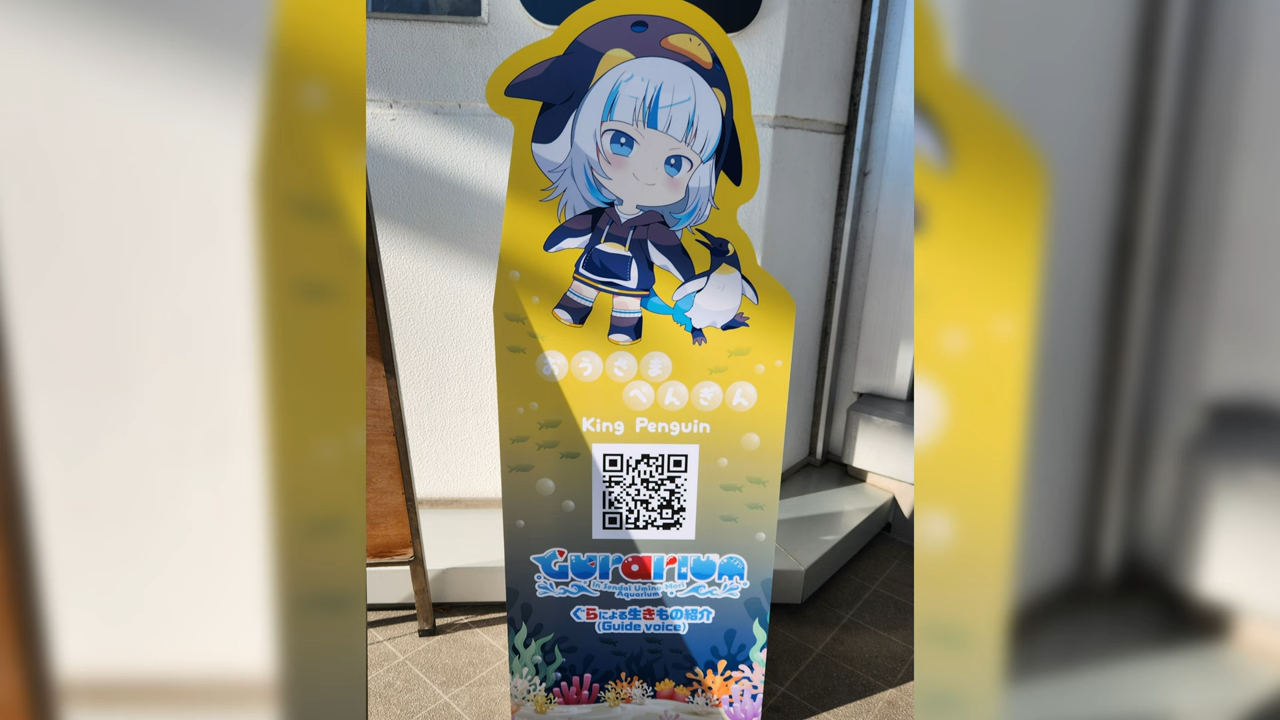 おうさま
ぺんぎん
King Penguin
Gurarium
in Sendai Umino-Mori
Aquarium
ぐらによる生きもの紹介
(Guide voice)